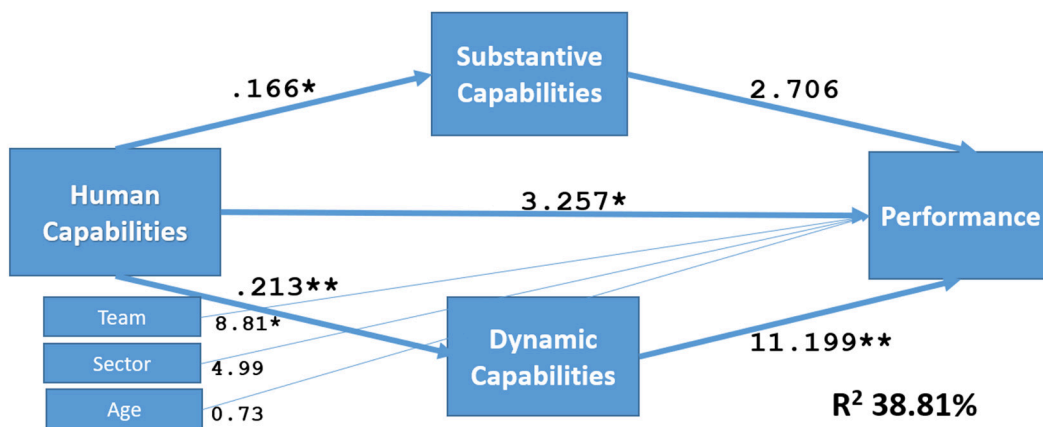 Substantive
Capabilities
.166*
2.706
Human
Capabilities
3.257*
Performance
.213**
Team
8.81*
Sector
4.99
Age
0.73
Dynamic
Capabilities
11.199**
R² 38.81%